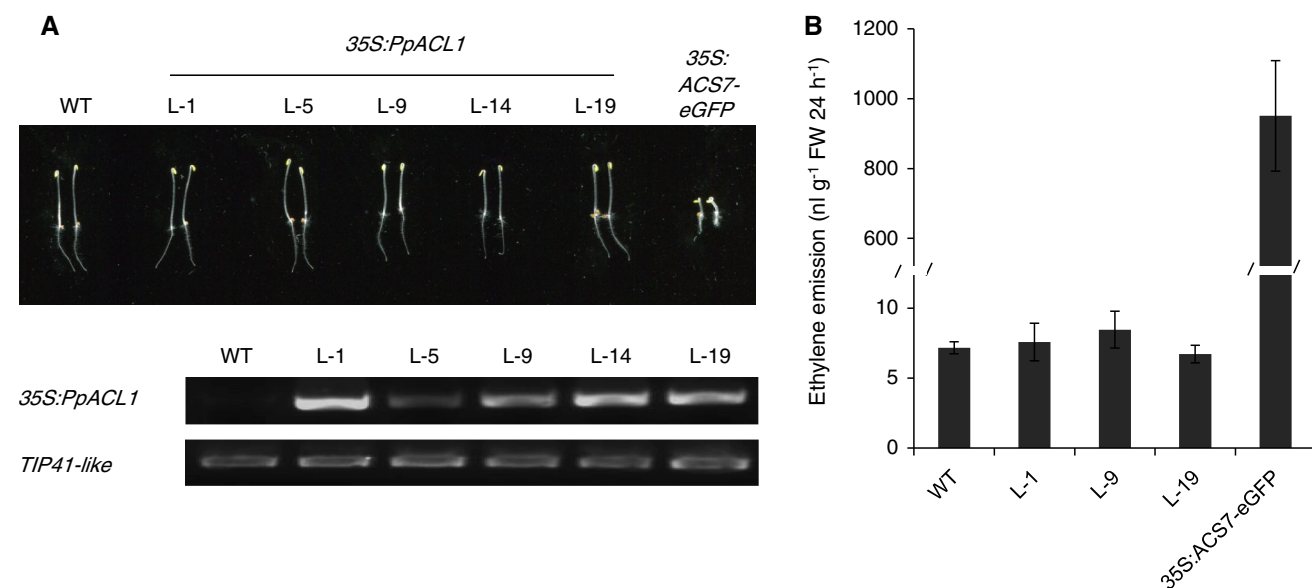 A
35S:PpACL1
35S:
ACS7-
eGFP
WT L-1 L-5 L-9 L-14 L-19
WT L-1 L-5 L-9 L-14 L-19
35S:PpACL1
TIP41-like
B
Ethylene emission (nl g⁻¹ FW 24 h⁻¹)
1200
1000
800
600
10
5
0
WT L-1 L-9 L-19 35S:ACS7-eGFP